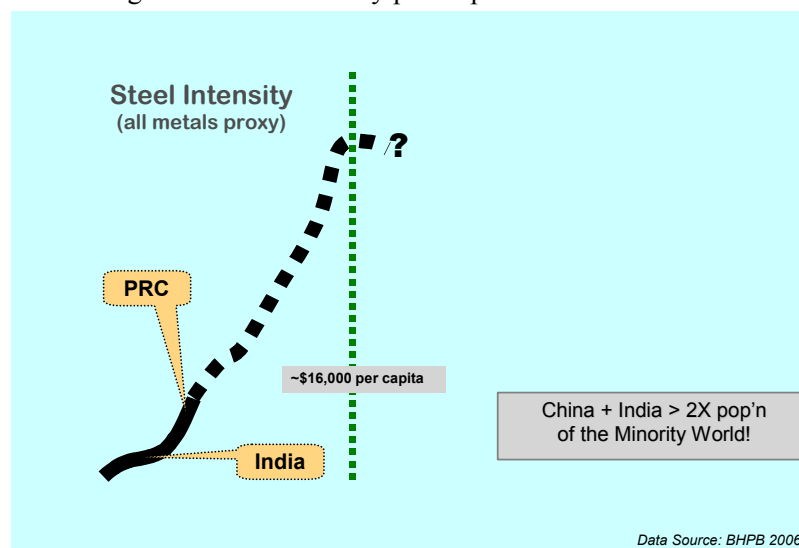 Steel Intensity
(all metals proxy)
?
PRC
~$16,000 per capita
China + India > 2X pop'n
of the Minority World!
India
Data Source: BHPB 2006